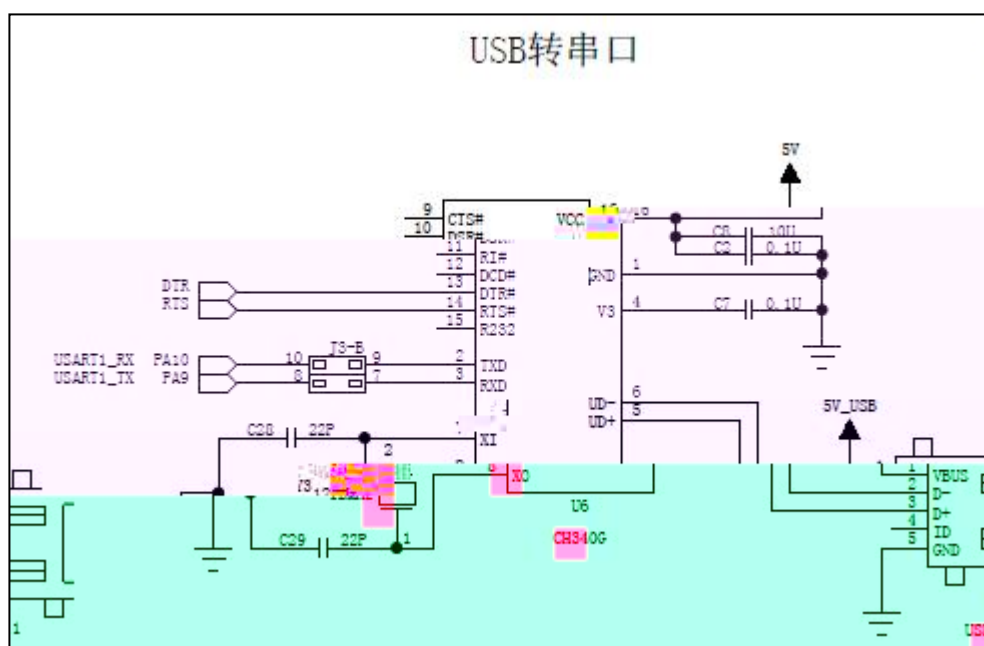 USB转串口
5V
9 CTS# VCC 16
10 DSR#
C8 10U
11 RI#
C2 0.1U
12 DCD# GND 1
DTR 13 DTR#
RTS 14 RTS# V3 4 C7 0.1U
15 R232
J3-B
USART1_RX PA10 10 9 2 TXD
USART1_TX PA9 8 7 3 RXD
UD- 6
UD+ 5
5V_USB
C28 22P XI
2
XO 1 VBUS
2 D-
U6 3 D+
4 ID
C29 22P 1 CH340G 5 GND
1